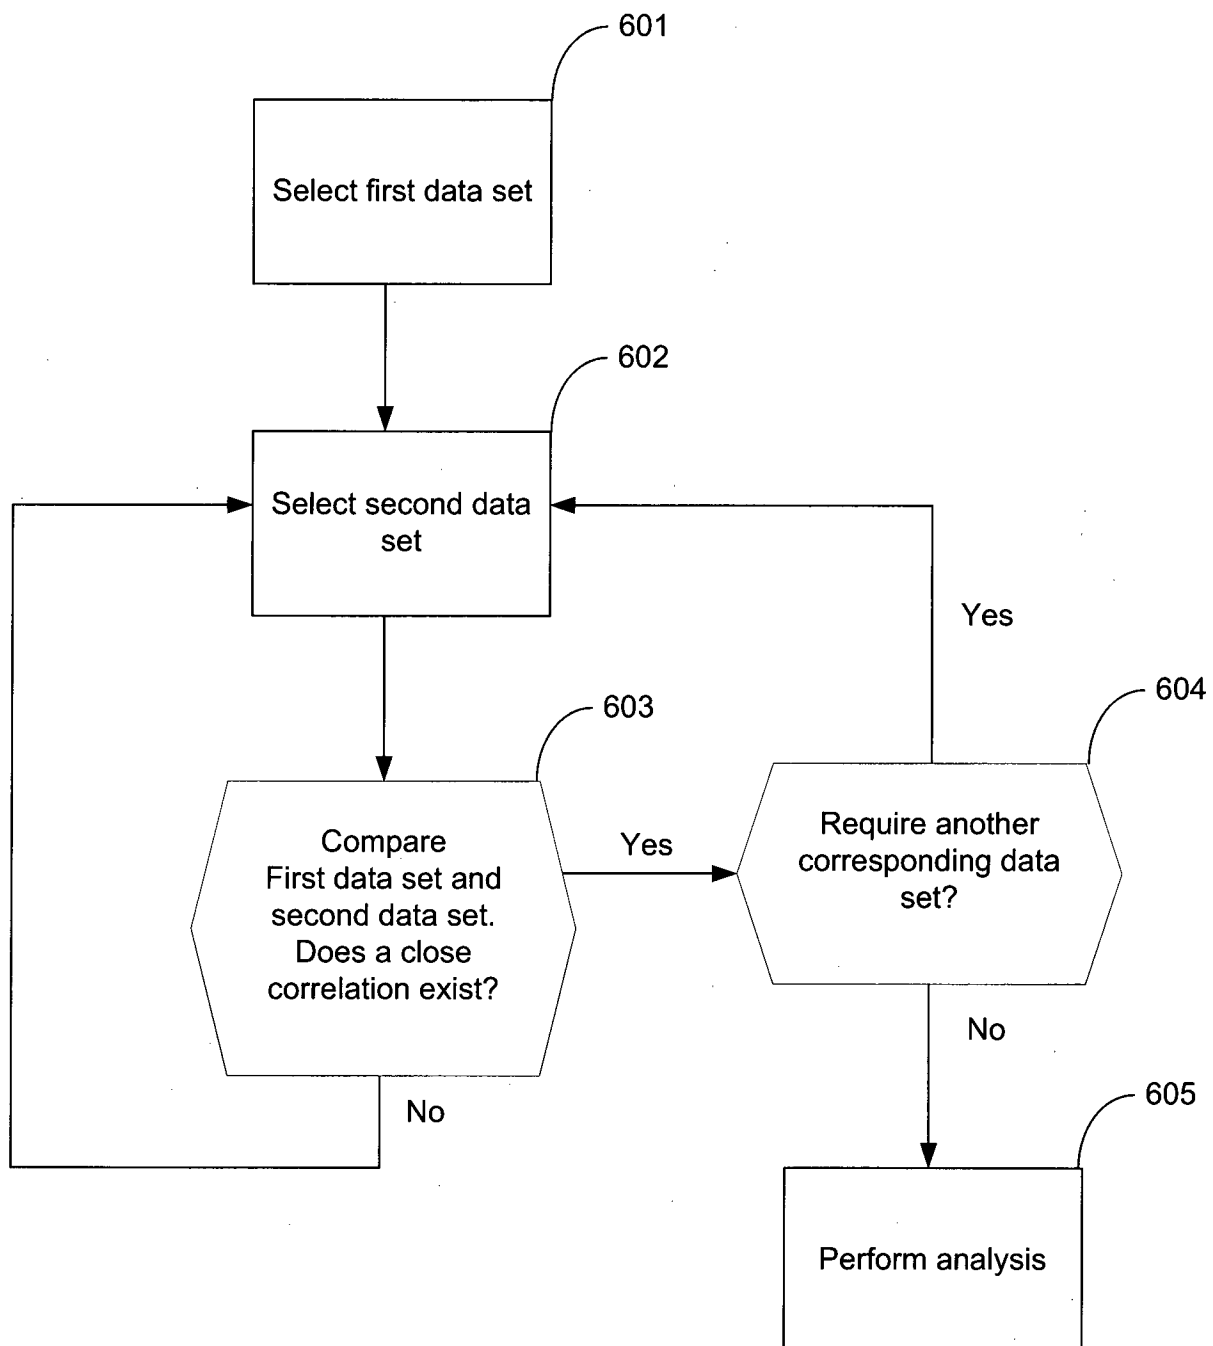 601
Select first data set
602
Select second data
set
Yes
604
603
Compare
First data set and
second data set.
Does a close
correlation exist?
Yes
Require another
corresponding data
set?
No
No
605
Perform analysis